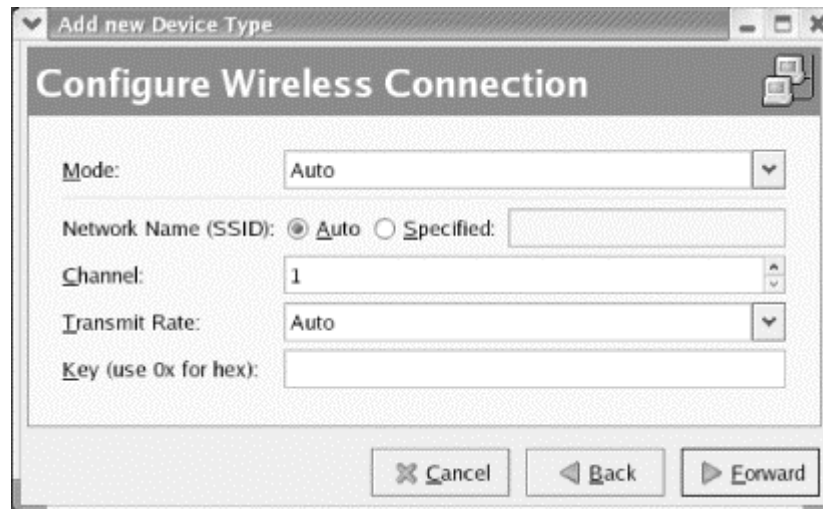 Add new Device Type
Configure Wireless Connection
Mode: Auto
Network Name (SSID): Auto Specified:
Channel: 1
Transmit Rate: Auto
Key (use 0x for hex):
Cancel Back Forward